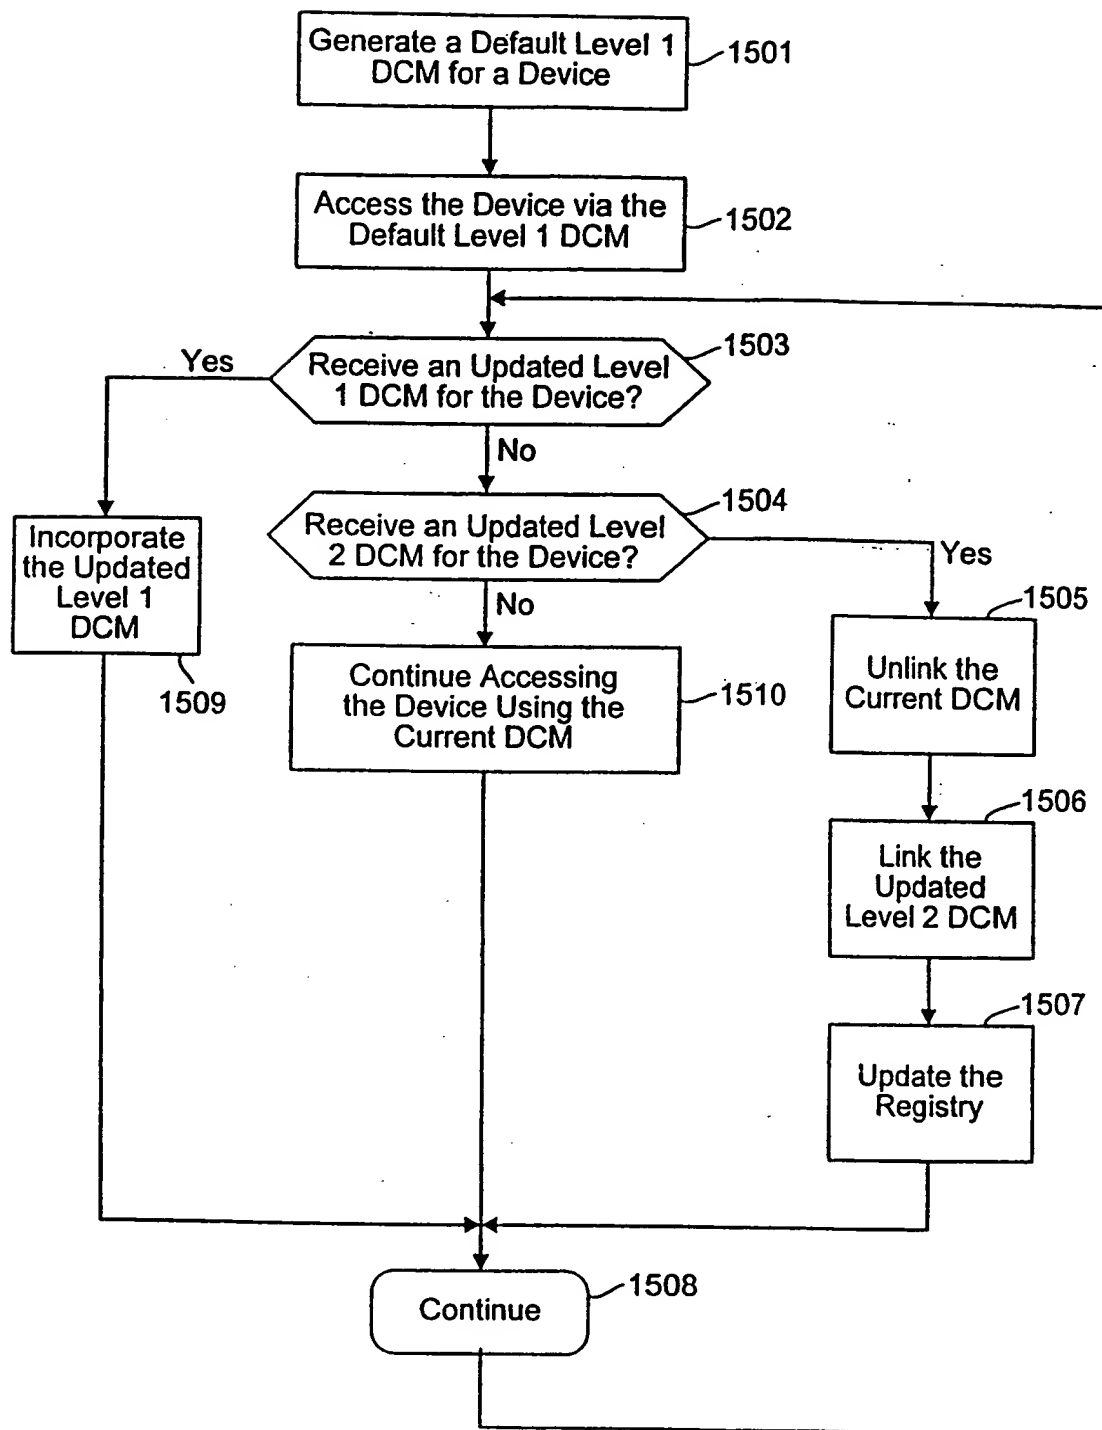 Generate a Default Level 1
DCM for a Device
1501
Access the Device via the
Default Level 1 DCM
1502
Yes
Receive an Updated Level
1 DCM for the Device?
1503
No
Receive an Updated Level
2 DCM for the Device?
1504
Yes
Incorporate
the Updated
Level 1
DCM
1509
No
Continue Accessing
the Device Using the
Current DCM
1510
Unlink the
Current DCM
1505
Link the
Updated
Level 2 DCM
1506
Update the
Registry
1507
Continue
1508